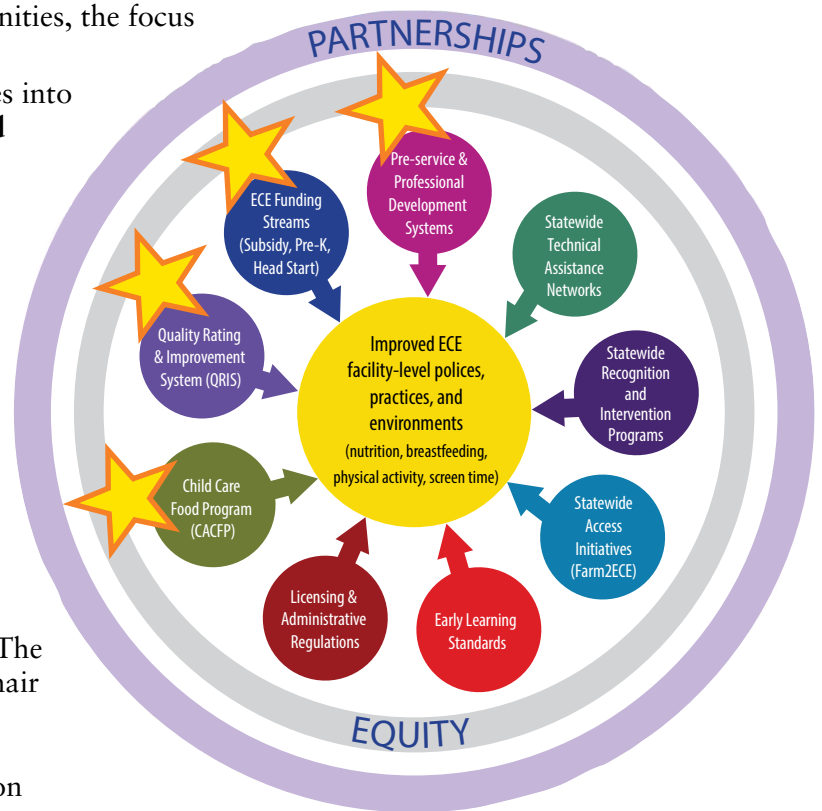 nities, the focus
es into
The
on
PARTNERSHIPS
Pre-service &
Professional
Development
Systems
ECE Funding
Streams
(Subsidy, Pre-K,
Head Start)
Statewide
Technical
Assistance
Networks
Quality Rating
& Improvement
System (QRIS)
Improved ECE
facility-level polices,
practices, and
environments
(nutrition, breastfeeding,
physical activity, screen time)
Statewide
Recognition
and
Intervention
Programs
Child Care
Food Program
(CACFP)
Statewide
Access
Initiatives
(Farm2ECE)
Licensing &
Administrative
Regulations
Early Learning
Standards
EQUITY